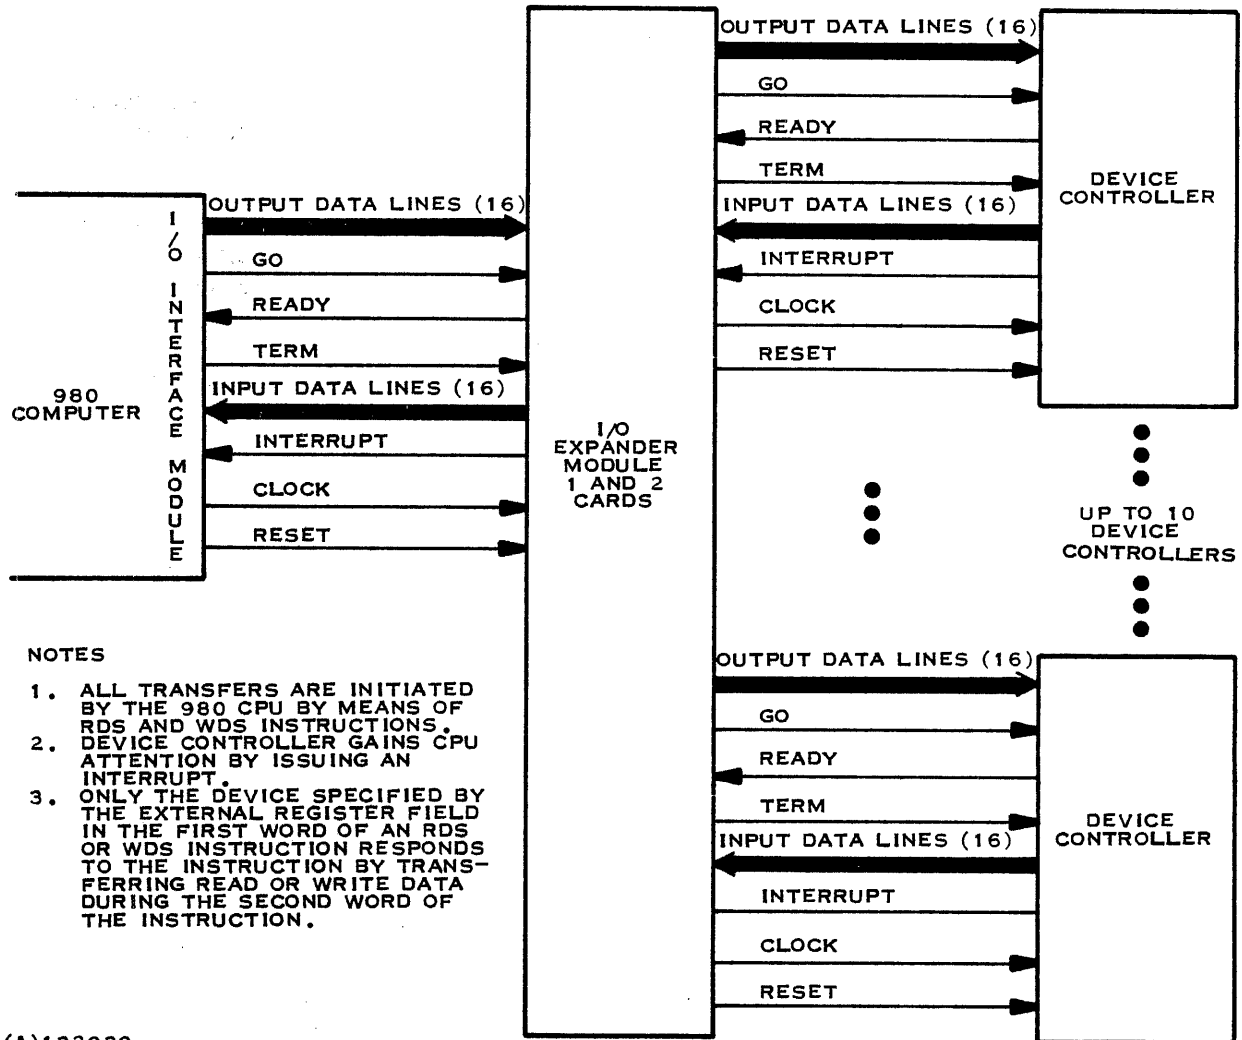 OUTPUT DATA LINES (16)
GO
READY
TERM
INPUT DATA LINES (16)
INTERRUPT
CLOCK
RESET
DEVICE
CONTROLLER
980
COMPUTER
I/O INTERFACE MODULE
OUTPUT DATA LINES (16)
GO
READY
TERM
INPUT DATA LINES (16)
INTERRUPT
CLOCK
RESET
I/O
EXPANDER
MODULE
1 AND 2
CARDS
UP TO 10
DEVICE
CONTROLLERS
OUTPUT DATA LINES (16)
GO
READY
TERM
INPUT DATA LINES (16)
INTERRUPT
CLOCK
RESET
DEVICE
CONTROLLER
NOTES
1. ALL TRANSFERS ARE INITIATED
BY THE 980 CPU BY MEANS OF
RDS AND WDS INSTRUCTIONS.
2. DEVICE CONTROLLER GAINS CPU
ATTENTION BY ISSUING AN
INTERRUPT.
3. ONLY THE DEVICE SPECIFIED BY
THE EXTERNAL REGISTER FIELD
IN THE FIRST WORD OF AN RDS
OR WDS INSTRUCTION RESPONDS
TO THE INSTRUCTION BY TRANS-
FERRING READ OR WRITE DATA
DURING THE SECOND WORD OF
THE INSTRUCTION.